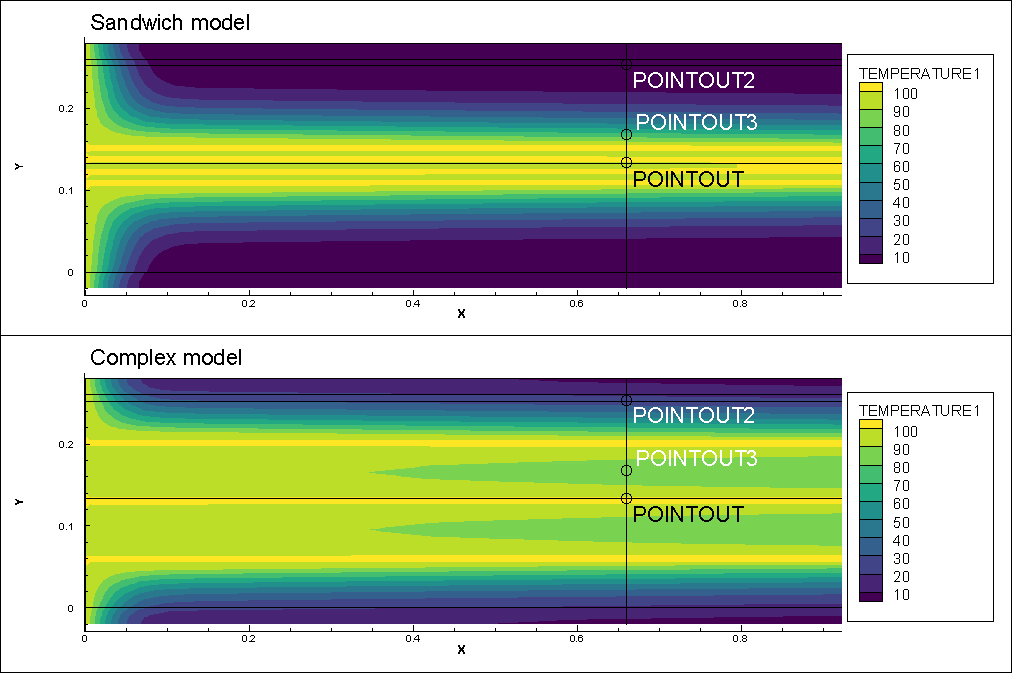 Sandwich model
TEMPERATURE1
100
90
80
70
60
50
40
30
20
10
POINTOUT2
POINTOUT3
POINTOUT
Y
0.2
0.1
0
0
0.2
0.4
0.6
0.8
X
Complex model
TEMPERATURE1
100
90
80
70
60
50
40
30
20
10
POINTOUT2
POINTOUT3
POINTOUT
Y
0.2
0.1
0
0
0.2
0.4
0.6
0.8
X